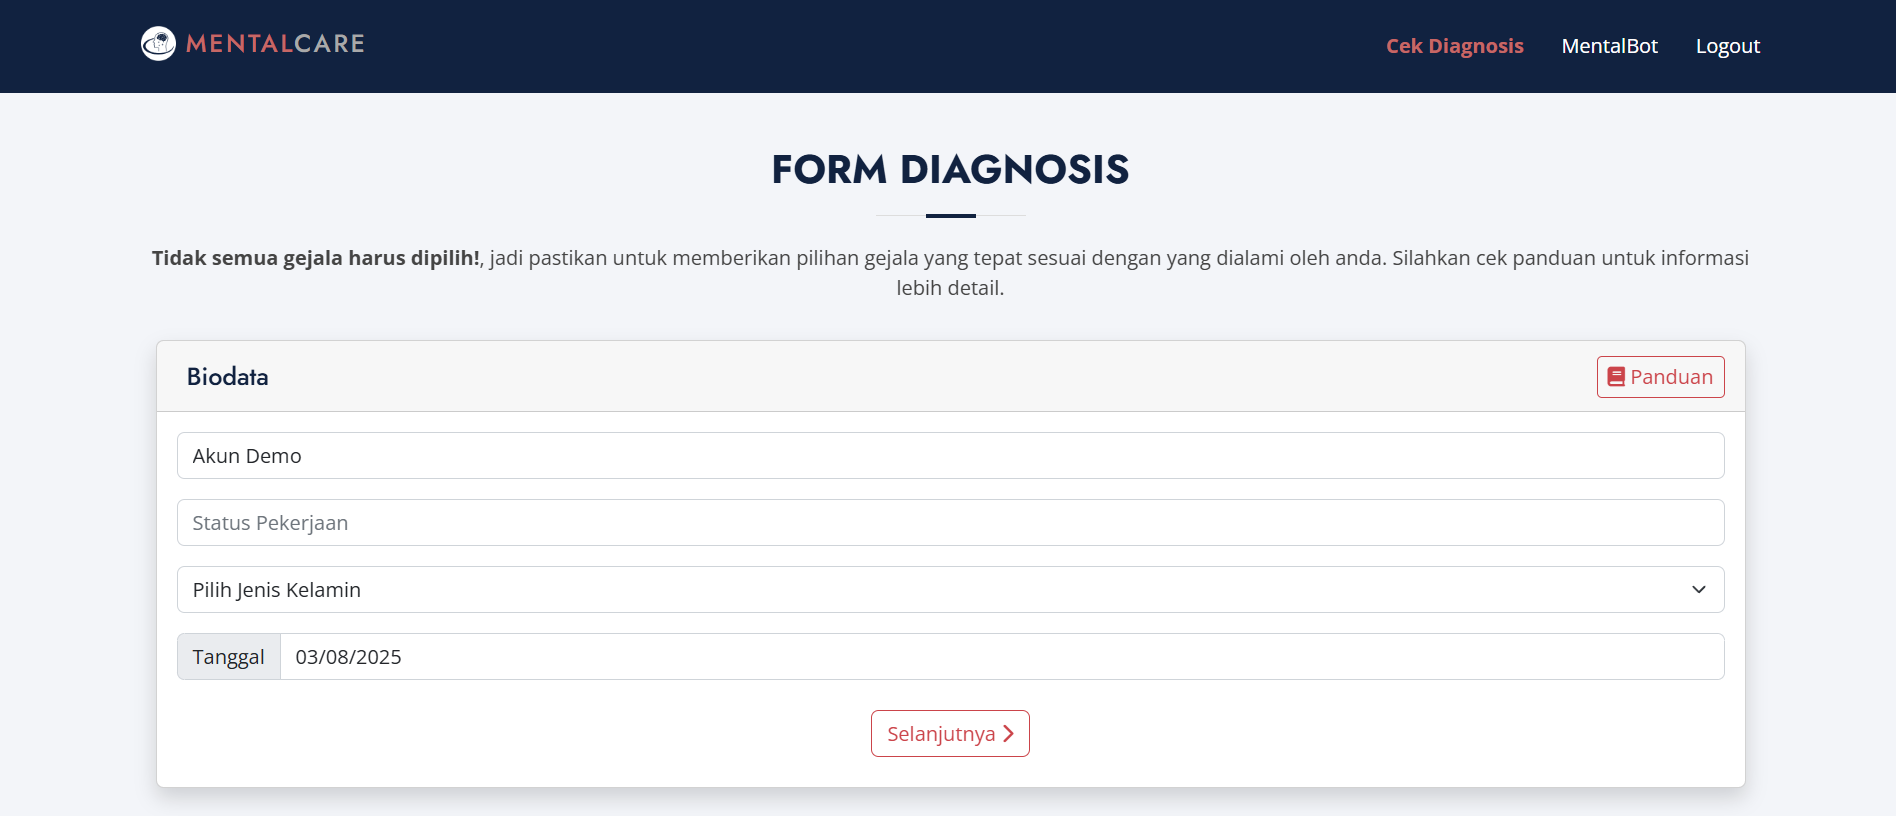 MENTALCARE
Cek Diagnosis MentalBot Logout
FORM DIAGNOSIS
Tidak semua gejala harus dipilih!, jadi pastikan untuk memberikan pilihan gejala yang tepat sesuai dengan yang dialami oleh anda. Silahkan cek panduan untuk informasi
lebih detail.
Biodata
Panduan
Akun Demo
Status Pekerjaan
Pilih Jenis Kelamin
Tanggal 03/08/2025
Selanjutnya